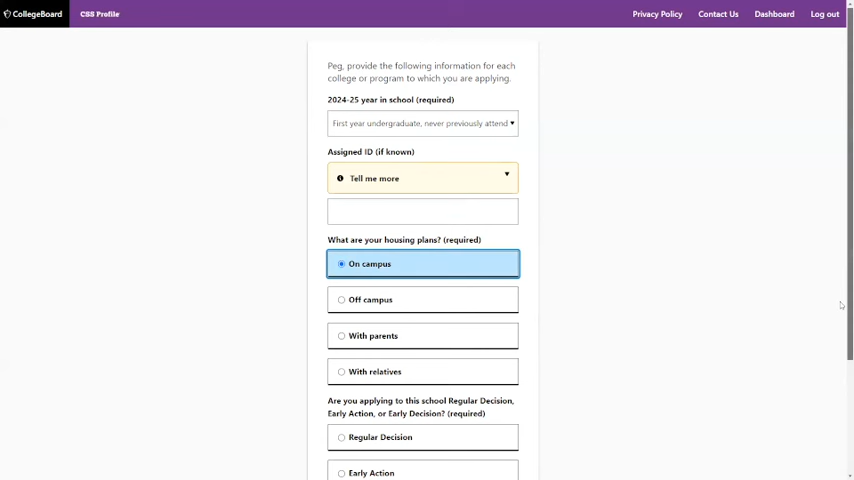 CollegeBoard CSS Profile Privacy Policy Contact Us Dashboard Log out
Peg, provide the following information for each
college or program to which you are applying.
2024-25 year in school (required)
First year undergraduate, never previously attend
Assigned ID (if known)
Tell me more
What are your housing plans? (required)
On campus
Off campus
With parents
With relatives
Are you applying to this school Regular Decision,
Early Action, or Early Decision? (required)
Regular Decision
Early Action